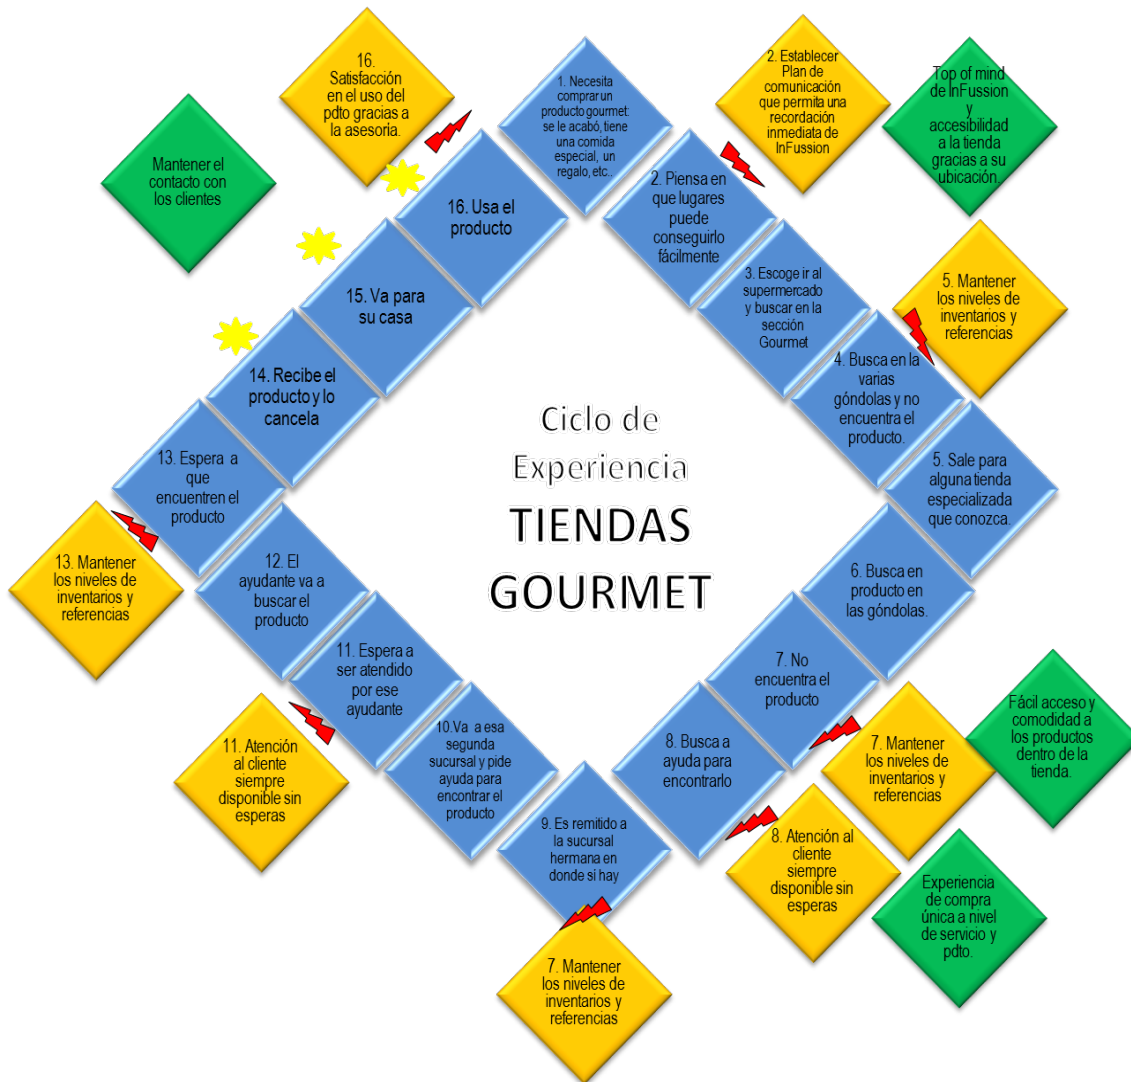 Ciclo de
Experiencia
TIENDAS
GOURMET
1. Necesita
comprar un
producto gourmet:
se le acabó, tiene
una comida
especial, un
regalo, etc..
2. Piensa en
que lugares
puede
conseguirlo
fácilmente
3. Escoge ir al
supermercado
y buscar en la
sección
Gourmet
4. Busca en la
varias
góndolas y no
encuentra el
producto.
5. Sale para
alguna tienda
especializada
que conozca.
6. Busca en
producto en
las góndolas.
7. No
encuentra el
producto
8. Busca a
ayuda para
encontrarlo
9. Es remitido a
la sucursal
hermana en
donde sí hay
10. Va a esa
segunda
sucursal y pide
ayuda para
encontrar el
producto
11. Espera a
ser atendido
por ese
ayudante
12. El
ayudante va a
buscar el
producto
13. Espera a
que
encuentren el
producto
14. Recibe el
producto y lo
cancela
15. Va para
su casa
16. Usa el
producto
2. Establecer
Plan de
comunicación
que permita una
recordación
inmediata de
InFussion
Top of mind
de InFussion
y
accesibilidad
a la tienda
gracias a su
ubicación.
5. Mantener
los niveles de
inventarios y
referencias
Fácil acceso y
comodidad a
los productos
dentro de la
tienda.
7. Mantener
los niveles de
inventarios y
referencias
8. Atención al
cliente
siempre
disponible sin
esperas
Experiencia
de compra
única a nivel
de servicio y
pdto.
7. Mantener
los niveles de
inventarios y
referencias
11. Atención
al cliente
siempre
disponible sin
esperas
13. Mantener
los niveles de
inventarios y
referencias
Mantener el
contacto con
los clientes
16.
Satisfacción
en el uso del
pdto gracias a
la asesoría.